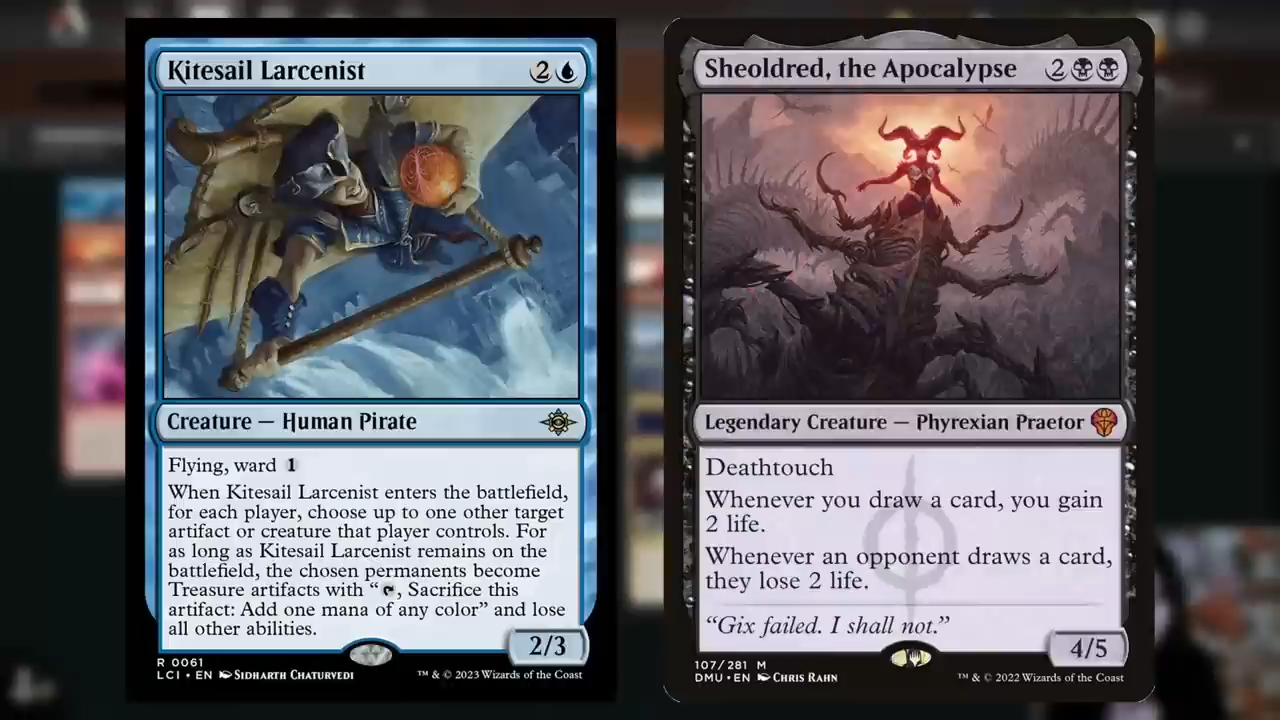 Kitesail Larcenist 2
Creature — Human Pirate
Flying, ward 1
When Kitesail Larcenist enters the battlefield,
for each player, choose up to one other target
artifact or creature that player controls. For
as long as Kitesail Larcenist remains on the
battlefield, the chosen permanents become
Treasure artifacts with “, Sacrifice this
artifact: Add one mana of any color” and lose
all other abilities.
2/3
R 0061
LCI • EN Sidharth Chaturvedi
™ & © 2023 Wizards of the Coast
Sheoldred, the Apocalypse 2
Legendary Creature — Phyrexian Praetor
Deathtouch
Whenever you draw a card, you gain
2 life.
Whenever an opponent draws a card,
they lose 2 life.
“Gix failed. I shall not.”
4/5
107/281 M
DMU • EN Chris Rahn
™ & © 2022 Wizards of the Coast